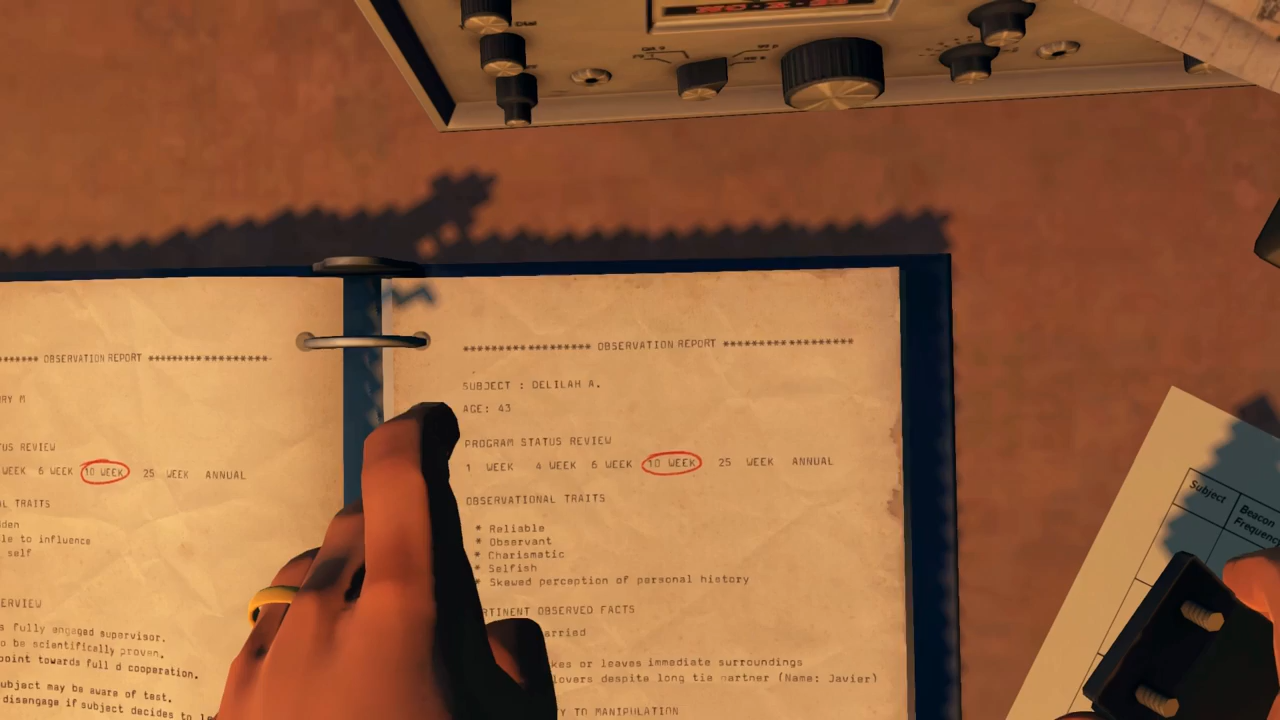 OBSERVATION REPORT
RY M
TUS REVIEW
WEEK 6 WEEK 10 WEEK 25 WEEK ANNUAL
L TRAITS
dden
le to influence
self
ERVIEW
s fully engaged supervisor.
o be scientifically proven.
point towards full d cooperation.
ubject may be aware of test.
disengage if subject decides to le
******************** OBSERVATION REPORT *********************
SUBJECT : DELILAH A.
AGE: 43
PROGRAM STATUS REVIEW
1 WEEK 4 WEEK 6 WEEK 10 WEEK 25 WEEK ANNUAL
OBSERVATIONAL TRAITS
* Reliable
* Observant
* Charismatic
* Selfish
* Skewed perception of personal history
RTINENT OBSERVED FACTS
arried
kes or leaves immediate surroundings
lovers despite long tie partner (Name: Javier)
Y TO MANIPULATION
Subject
Beacon
Frequenc